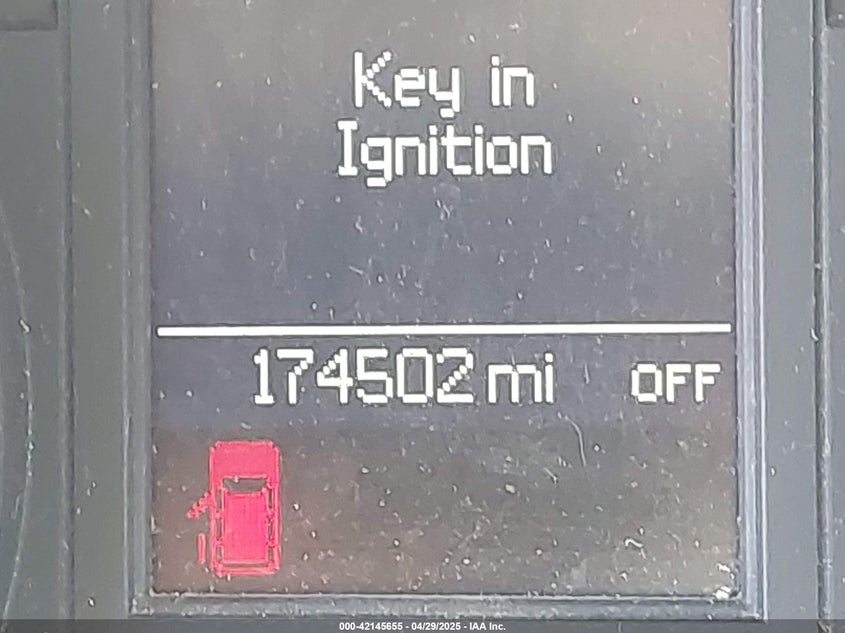 Key in
Ignition
174502 mi OFF
000-42145655 - 04/29/2025 - IAA Inc.